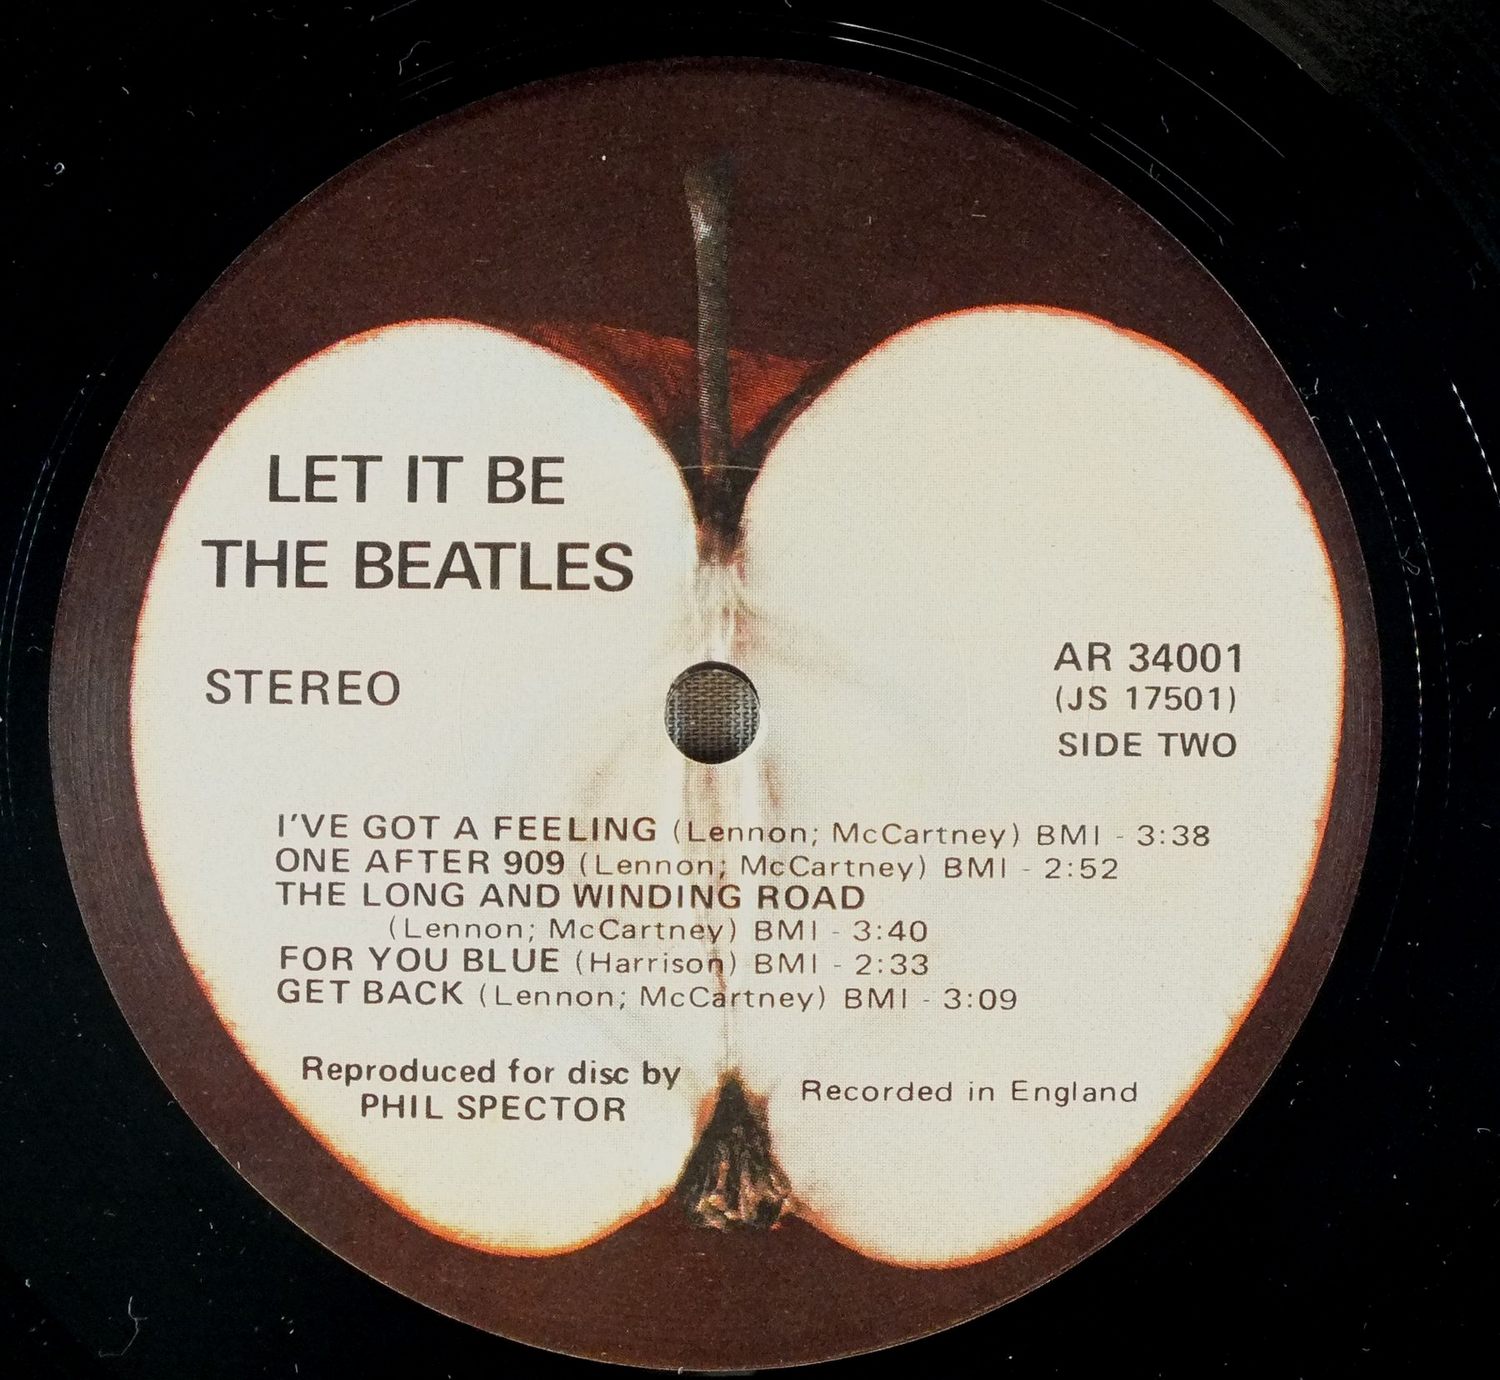 LET IT BE
THE BEATLES
STEREO
AR 34001
(JS 17501)
SIDE TWO
I'VE GOT A FEELING (Lennon; McCartney) BMI - 3:38
ONE AFTER 909 (Lennon; McCartney) BMI - 2:52
THE LONG AND WINDING ROAD
(Lennon; McCartney) BMI - 3:40
FOR YOU BLUE (Harrison) BMI - 2:33
GET BACK (Lennon; McCartney) BMI - 3:09
Reproduced for disc by
PHIL SPECTOR
Recorded in England